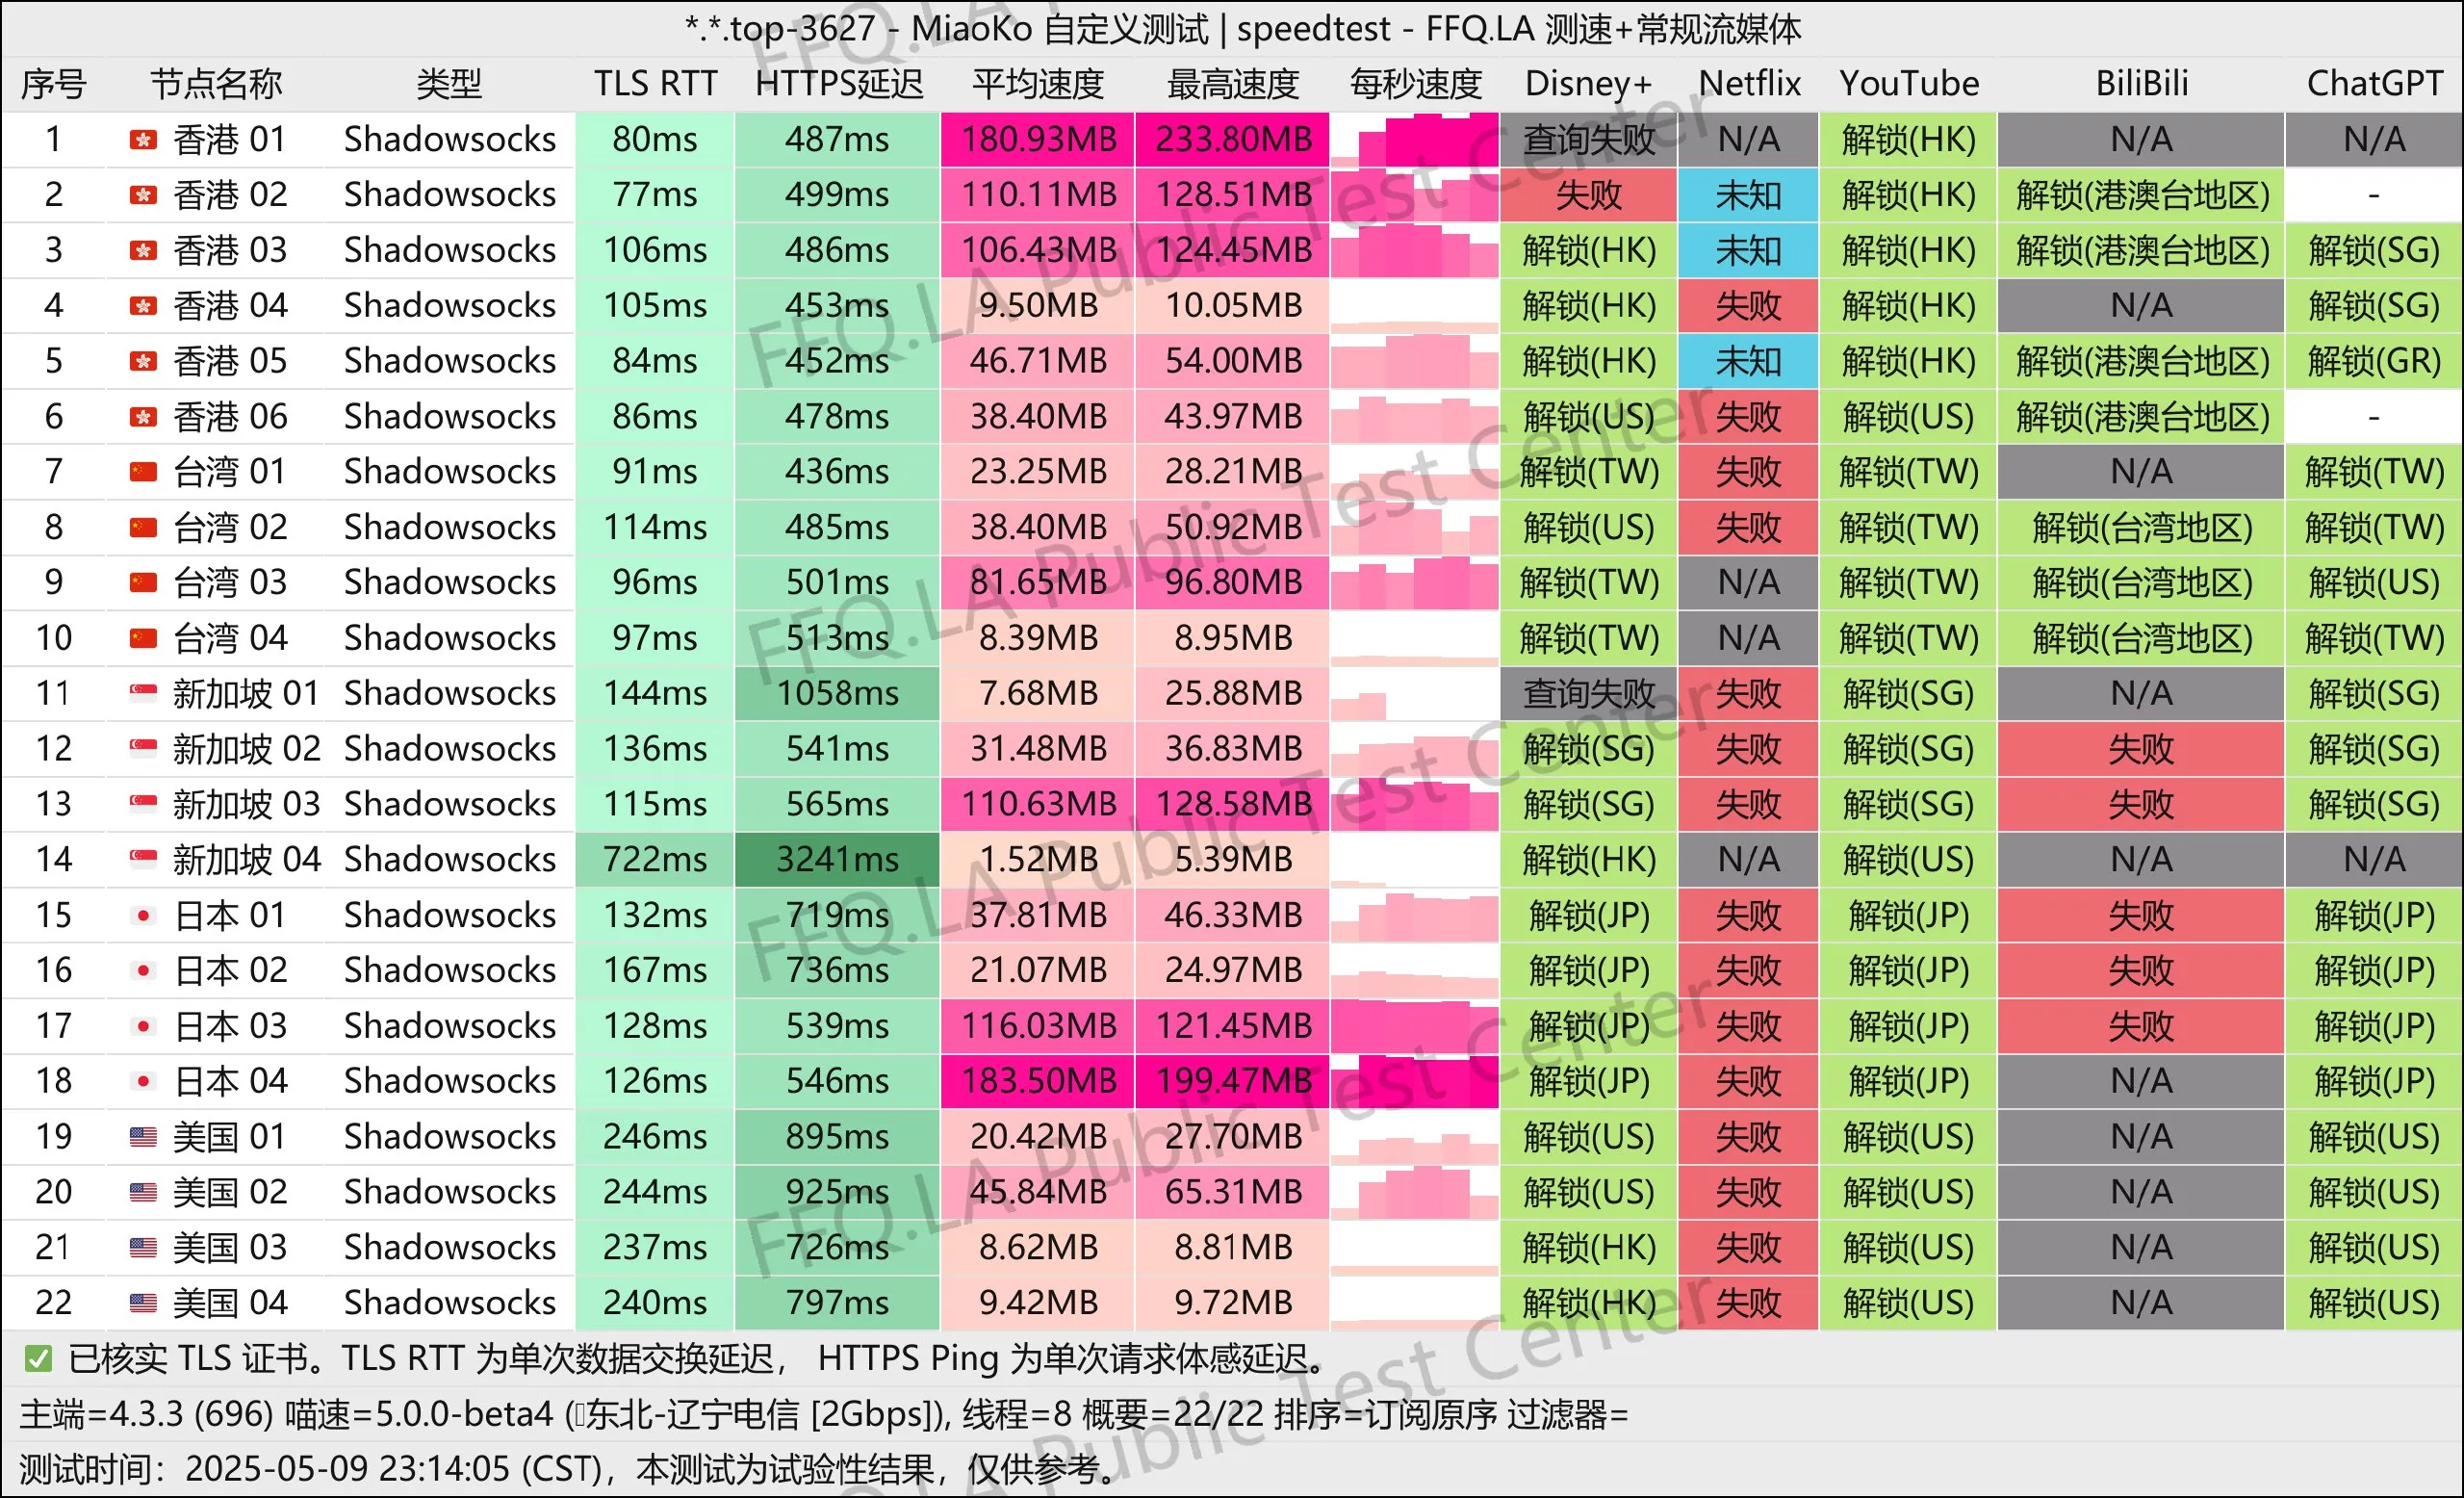 *.*.top-3627 - MiaoKo 自定义测试 | speedtest - FFQ.LA 测速+常规流媒体
序号 节点名称 类型 TLS RTT HTTPS延迟 平均速度 最高速度 每秒速度 Disney+ Netflix YouTube BiliBili ChatGPT
1 香港 01 Shadowsocks 80ms 487ms 180.93MB 233.80MB 查询失败 N/A 解锁(HK) N/A N/A
2 香港 02 Shadowsocks 77ms 499ms 110.11MB 128.51MB 失败 未知 解锁(HK) 解锁(港澳台地区) -
3 香港 03 Shadowsocks 106ms 486ms 106.43MB 124.45MB 解锁(HK) 未知 解锁(HK) 解锁(港澳台地区) 解锁(SG)
4 香港 04 Shadowsocks 105ms 453ms 9.50MB 10.05MB 解锁(HK) 失败 解锁(HK) N/A 解锁(SG)
5 香港 05 Shadowsocks 84ms 452ms 46.71MB 54.00MB 解锁(HK) 未知 解锁(HK) 解锁(港澳台地区) 解锁(GR)
6 香港 06 Shadowsocks 86ms 478ms 38.40MB 43.97MB 解锁(US) 失败 解锁(US) 解锁(港澳台地区) -
7 台湾 01 Shadowsocks 91ms 436ms 23.25MB 28.21MB 解锁(TW) 失败 解锁(TW) N/A 解锁(TW)
8 台湾 02 Shadowsocks 114ms 485ms 38.40MB 50.92MB 解锁(US) 失败 解锁(TW) 解锁(台湾地区) 解锁(TW)
9 台湾 03 Shadowsocks 96ms 501ms 81.65MB 96.80MB 解锁(TW) N/A 解锁(TW) 解锁(台湾地区) 解锁(US)
10 台湾 04 Shadowsocks 97ms 513ms 8.39MB 8.95MB 解锁(TW) N/A 解锁(TW) 解锁(台湾地区) 解锁(TW)
11 新加坡 01 Shadowsocks 144ms 1058ms 7.68MB 25.88MB 查询失败 失败 解锁(SG) N/A 解锁(SG)
12 新加坡 02 Shadowsocks 136ms 541ms 31.48MB 36.83MB 解锁(SG) 失败 解锁(SG) 失败 解锁(SG)
13 新加坡 03 Shadowsocks 115ms 565ms 110.63MB 128.58MB 解锁(SG) 失败 解锁(SG) 失败 解锁(SG)
14 新加坡 04 Shadowsocks 722ms 3241ms 1.52MB 5.39MB 解锁(HK) N/A 解锁(US) N/A N/A
15 日本 01 Shadowsocks 132ms 719ms 37.81MB 46.33MB 解锁(JP) 失败 解锁(JP) 失败 解锁(JP)
16 日本 02 Shadowsocks 167ms 736ms 21.07MB 24.97MB 解锁(JP) 失败 解锁(JP) 失败 解锁(JP)
17 日本 03 Shadowsocks 128ms 539ms 116.03MB 121.45MB 解锁(JP) 失败 解锁(JP) 失败 解锁(JP)
18 日本 04 Shadowsocks 126ms 546ms 183.50MB 199.47MB 解锁(JP) 失败 解锁(JP) N/A 解锁(JP)
19 美国 01 Shadowsocks 246ms 895ms 20.42MB 27.70MB 解锁(US) 失败 解锁(US) N/A 解锁(US)
20 美国 02 Shadowsocks 244ms 925ms 45.84MB 65.31MB 解锁(US) 失败 解锁(US) N/A 解锁(US)
21 美国 03 Shadowsocks 237ms 726ms 8.62MB 8.81MB 解锁(HK) 失败 解锁(US) N/A 解锁(US)
22 美国 04 Shadowsocks 240ms 797ms 9.42MB 9.72MB 解锁(HK) 失败 解锁(US) N/A 解锁(US)
✅ 已核实 TLS 证书。TLS RTT 为单次数据交换延迟， HTTPS Ping 为单次请求体感延迟。
主端=4.3.3 (696) 喵速=5.0.0-beta4 (东北-辽宁电信 [2Gbps]), 线程=8 概要=22/22 排序=订阅原序 过滤器=
测试时间：2025-05-09 23:14:05 (CST)，本测试为试验性结果，仅供参考。
FFQ.LA Public Test Center
FFQ.LA Public Test Center
FFQ.LA Public Test Center
FFQ.LA Public Test Center